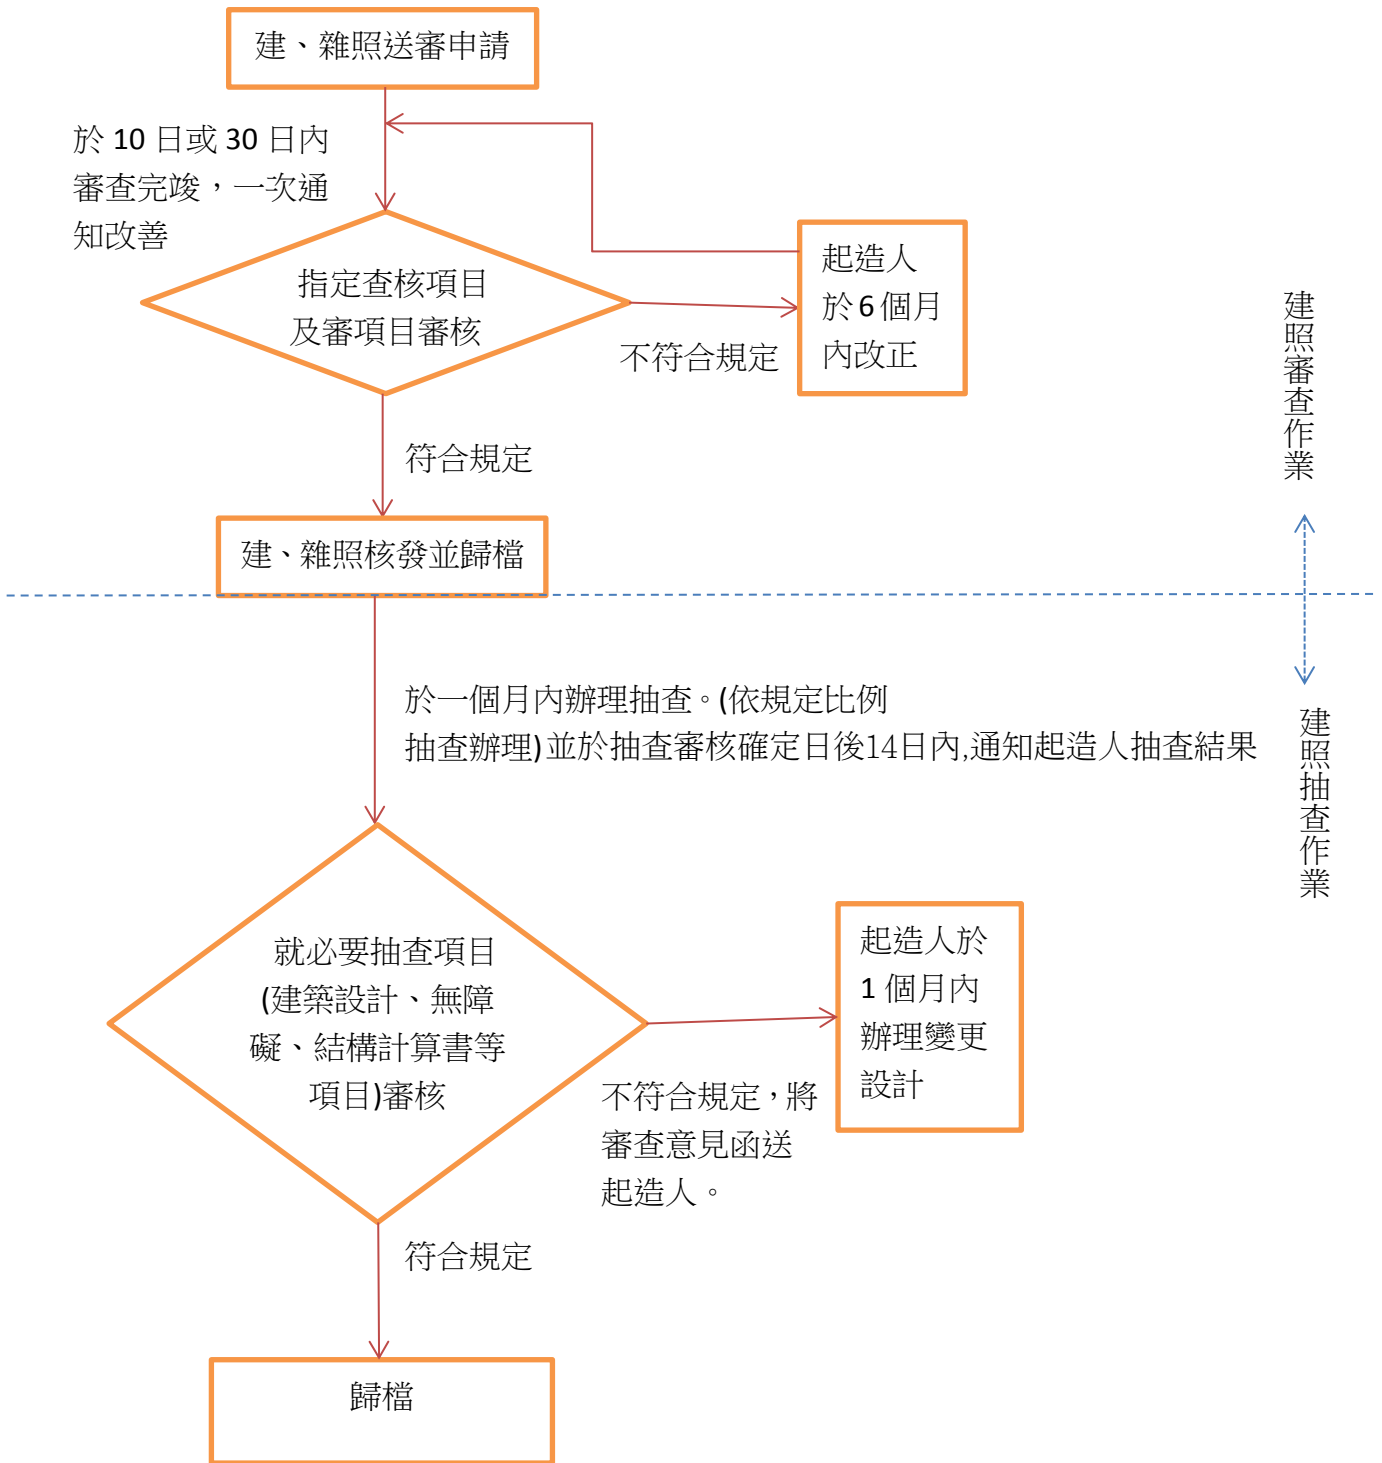 建、雜照送審申請
於 10 日或 30 日內
審查完竣，一次通
知改善
指定查核項目
及審項目審核
起造人
於 6 個月
內改正
不符合規定
符合規定
建、雜照核發並歸檔
建照審查作業
於一個月內辦理抽查。(依規定比例
抽查辦理)並於抽查審核確定日後14日內,通知起造人抽查結果
建照抽查作業
就必要抽查項目
(建築設計、無障
礙、結構計算書等
項目)審核
起造人於
1 個月內
辦理變更
設計
不符合規定，將
審查意見函送
起造人。
符合規定
歸檔